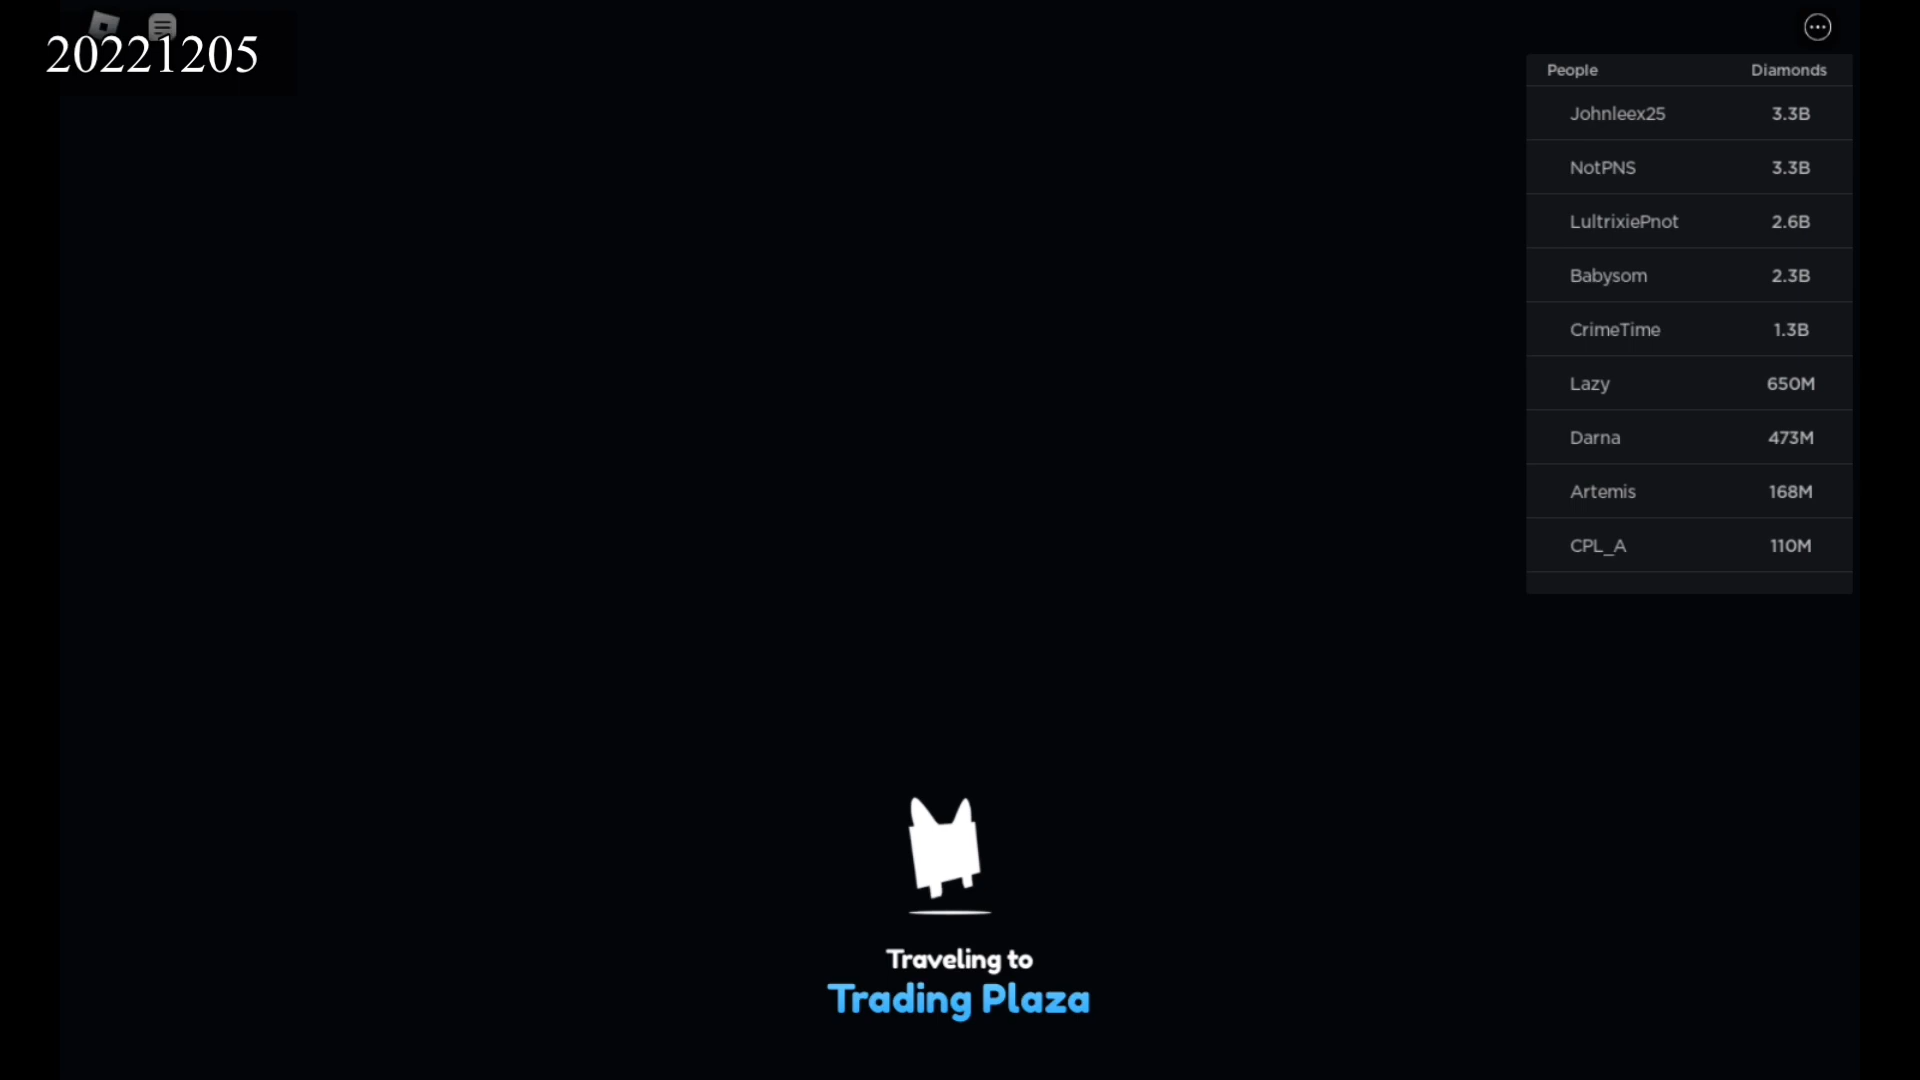 20221205
People Diamonds
Johnleex25 3.3B
NotPNS 3.3B
LultrixiePnot 2.6B
Babysom 2.3B
CrimeTime 1.3B
Lazy 650M
Darna 473M
Artemis 168M
CPL_A 110M
Traveling to
Trading Plaza